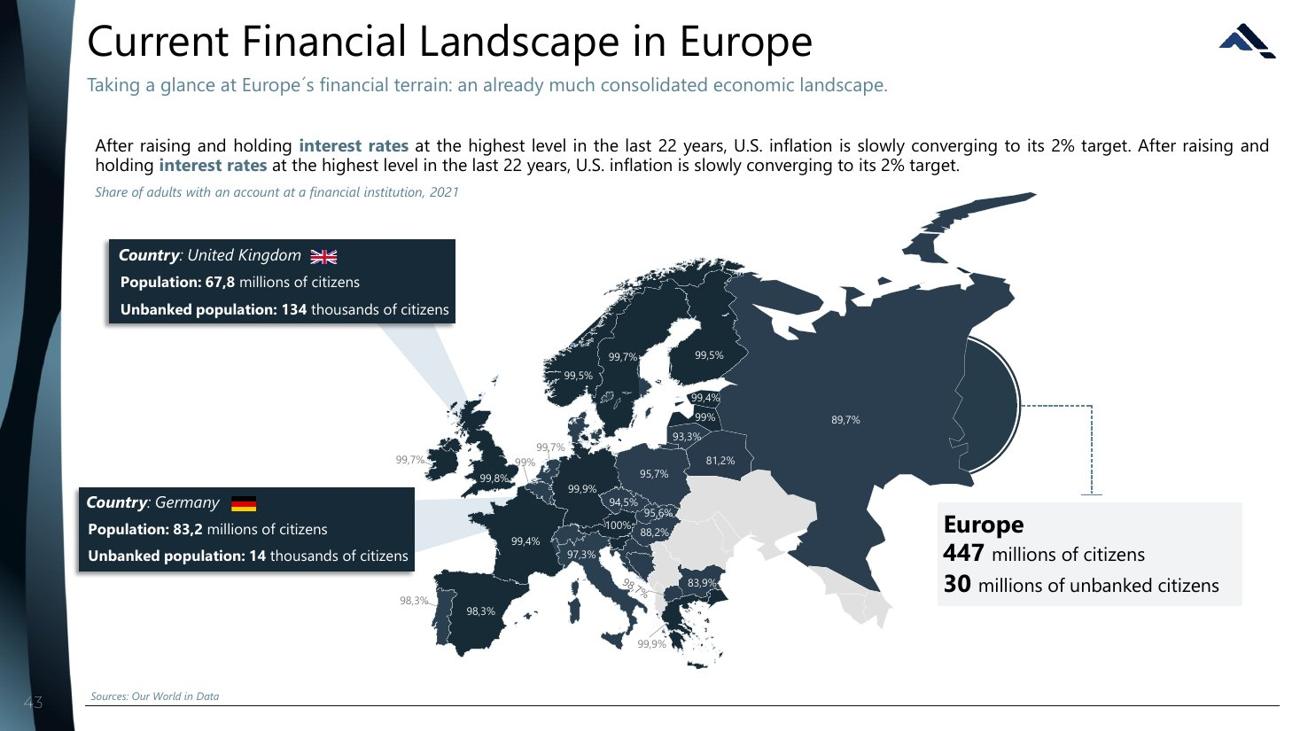 Current Financial Landscape in Europe
Taking a glance at Europe´s financial terrain: an already much consolidated economic landscape.
After raising and holding interest rates at the highest level in the last 22 years, U.S. inflation is slowly converging to its 2% target. After raising and
holding interest rates at the highest level in the last 22 years, U.S. inflation is slowly converging to its 2% target.
Share of adults with an account at a financial institution, 2021
Country: United Kingdom
Population: 67,8 millions of citizens
Unbanked population: 134 thousands of citizens
99,7%
99,5%
99,5%
99,4%
99%
89,7%
93,3%
99,7%
99,7%
99%
81,2%
95,7%
99,8%
99,9%
94,5%
95,6%
100%
88,2%
99,4%
97,3%
Country: Germany
Population: 83,2 millions of citizens
Unbanked population: 14 thousands of citizens
98,7%
83,9%
98,3%
98,3%
99,9%
Europe
447 millions of citizens
30 millions of unbanked citizens
Sources: Our World in Data
43